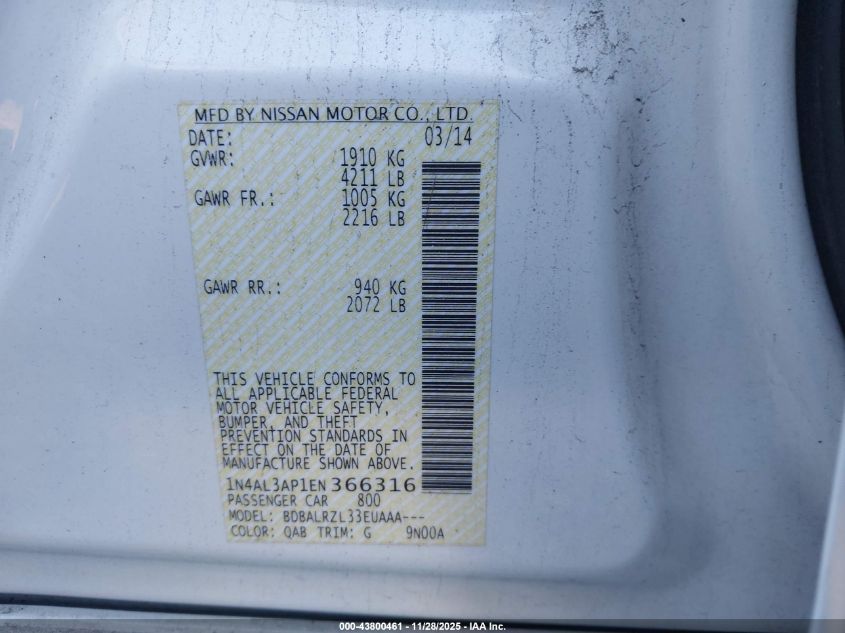 MFD BY NISSAN MOTOR CO., LTD.
DATE: 03/14
GVWR: 1910 KG
4211 LB
GAWR FR.: 1005 KG
2216 LB
GAWR RR.: 940 KG
2072 LB
THIS VEHICLE CONFORMS TO
ALL APPLICABLE FEDERAL
MOTOR VEHICLE SAFETY,
BUMPER, AND THEFT
PREVENTION STANDARDS IN
EFFECT ON THE DATE OF
MANUFACTURE SHOWN ABOVE.
1N4AL3AP1EN366316
PASSENGER CAR 800
MODEL: BDBALRZL33EUAAA---
COLOR: QAB TRIM: G 9N00A
000-43800461 - 11/28/2025 - IAA Inc.